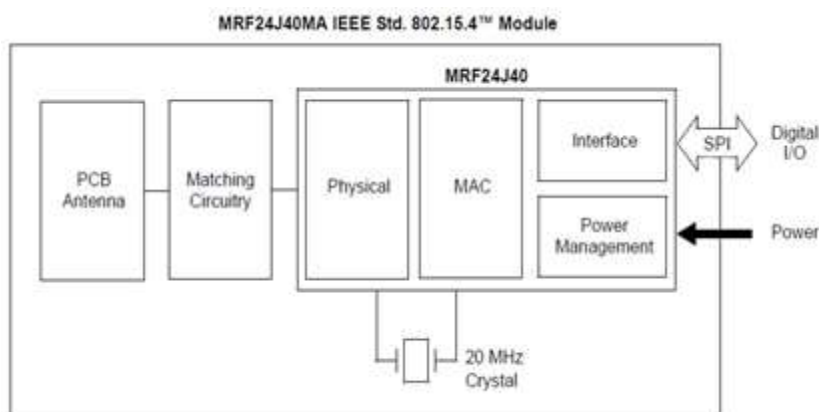 MRF24J40MA IEEE Std. 802.15.4™ Module
MRF24J40
PCB
Antenna
Matching
Circuitry
Physical
MAC
Interface
SPI
Digital
I/O
Power
Management
Power
20 MHz
Crystal